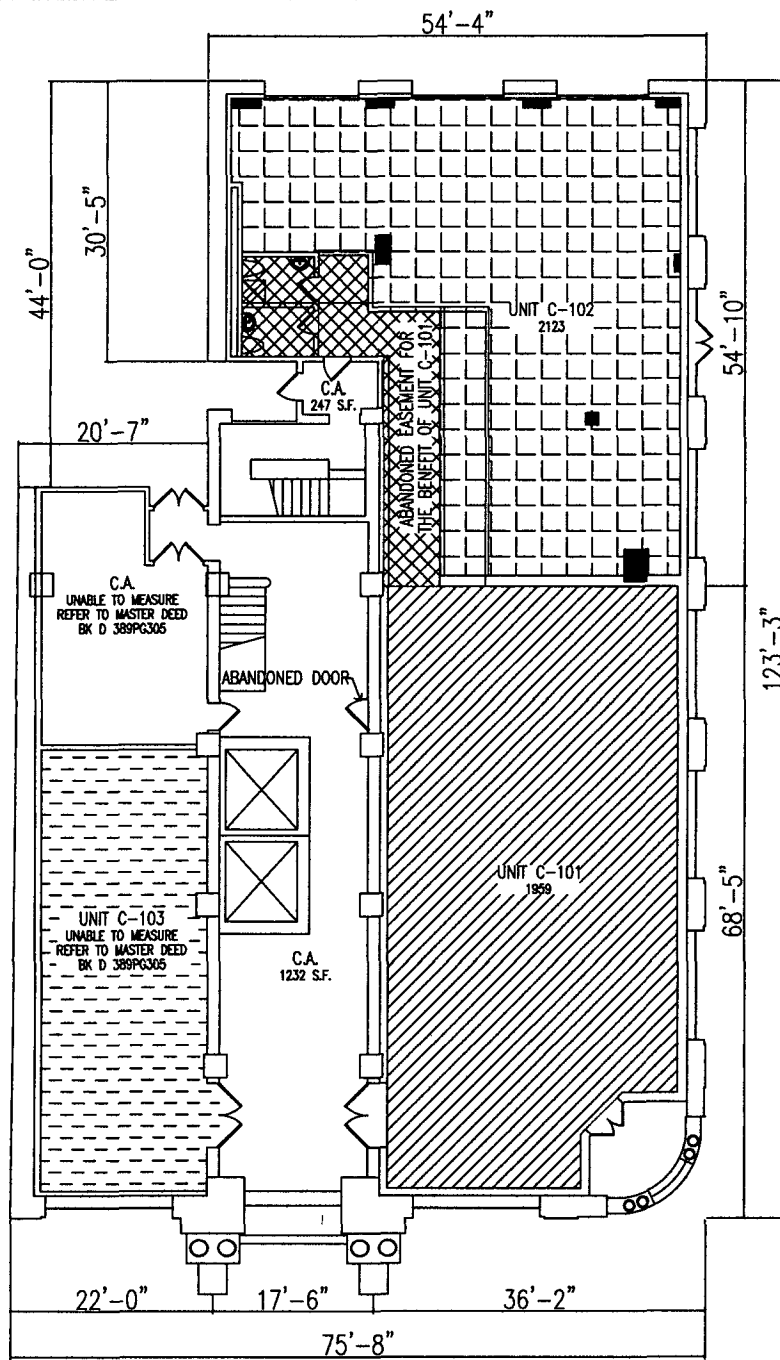 54'-4"
44'-0"
30'-5"
UNIT C-102
2123
54'-10"
C.A.
247 S.F.
ABANDONED EASEMENT FOR
THE BENEFIT OF UNIT C-101
20'-7"
C.A.
UNABLE TO MEASURE
REFER TO MASTER DEED
BK D 389PG305
ABANDONED DOOR
123'-3"
UNIT C-101
1959
68'-5"
UNIT C-103
UNABLE TO MEASURE
REFER TO MASTER DEED
BK D 389PG305
C.A.
1232 S.F.
22'-0"
17'-6"
36'-2"
75'-8"